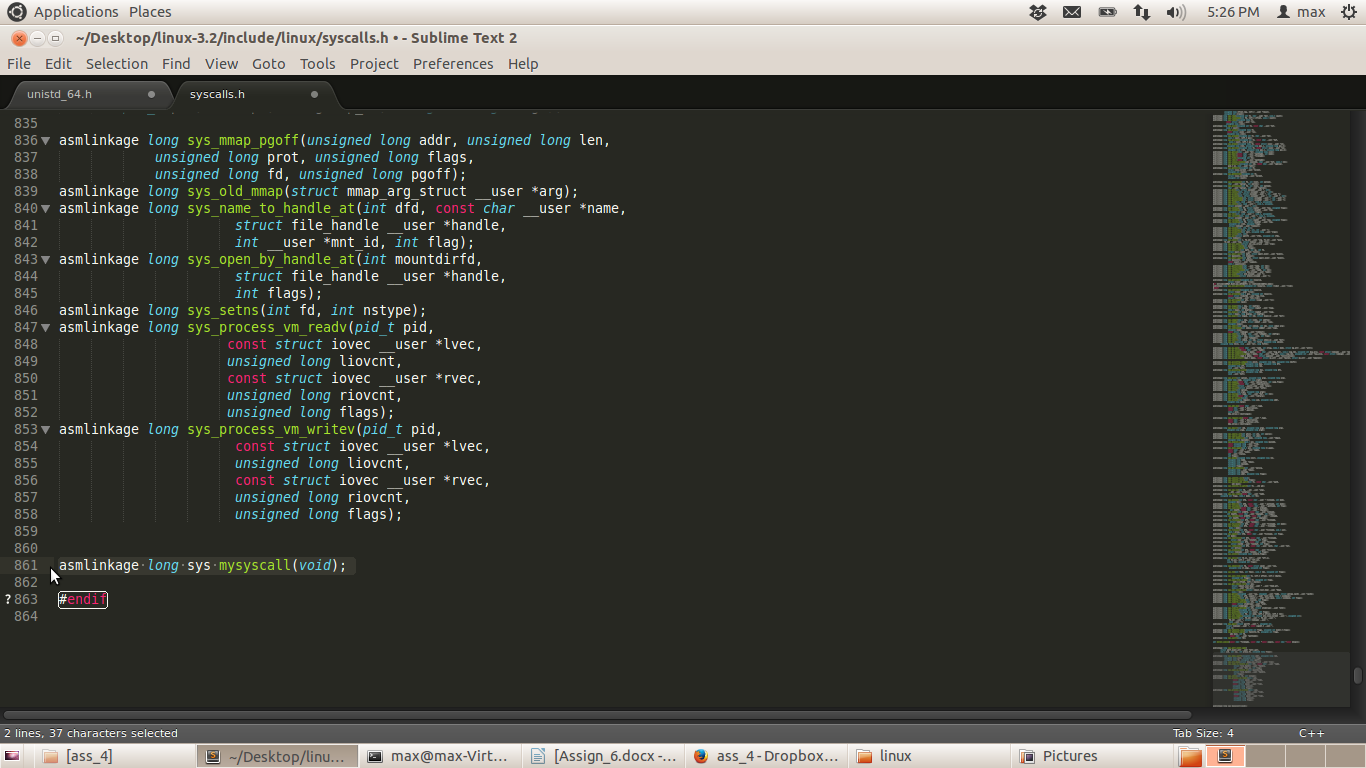 Applications Places 5:26 PM max
~/Desktop/linux-3.2/include/linux/syscalls.h • - Sublime Text 2
File Edit Selection Find View Goto Tools Project Preferences Help
unistd_64.h syscalls.h
835
836 asmlinkage long sys_mmap_pgoff(unsigned long addr, unsigned long len,
837 unsigned long prot, unsigned long flags,
838 unsigned long fd, unsigned long pgoff);
839 asmlinkage long sys_old_mmap(struct mmap_arg_struct __user *arg);
840 asmlinkage long sys_name_to_handle_at(int dfd, const char __user *name,
841 struct file_handle __user *handle,
842 int __user *mnt_id, int flag);
843 asmlinkage long sys_open_by_handle_at(int mountdirfd,
844 struct file_handle __user *handle,
845 int flags);
846 asmlinkage long sys_setns(int fd, int nstype);
847 asmlinkage long sys_process_vm_readv(pid_t pid,
848 const struct iovec __user *lvec,
849 unsigned long liovcnt,
850 const struct iovec __user *rvec,
851 unsigned long riovcnt,
852 unsigned long flags);
853 asmlinkage long sys_process_vm_writev(pid_t pid,
854 const struct iovec __user *lvec,
855 unsigned long liovcnt,
856 const struct iovec __user *rvec,
857 unsigned long riovcnt,
858 unsigned long flags);
859
860
861 asmlinkage long sys mysyscall(void);
862
? 863 #endif
864
2 lines, 37 characters selected Tab Size: 4 C++
[ass_4] ~/Desktop/linu... max@max-Virt... [Assign_6.docx -... ass_4 - Dropbox... linux Pictures